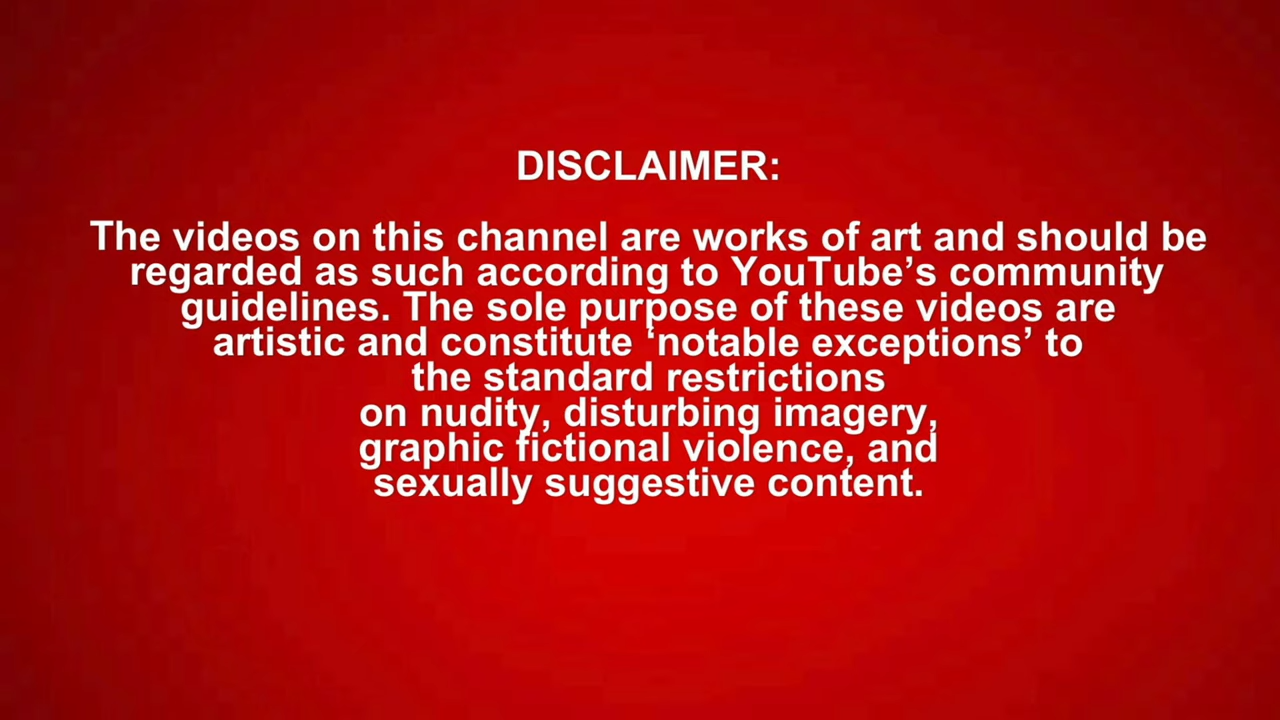 DISCLAIMER:
The videos on this channel are works of art and should be
regarded as such according to YouTube’s community
guidelines. The sole purpose of these videos are
artistic and constitute ‘notable exceptions’ to
the standard restrictions
on nudity, disturbing imagery,
graphic fictional violence, and
sexually suggestive content.